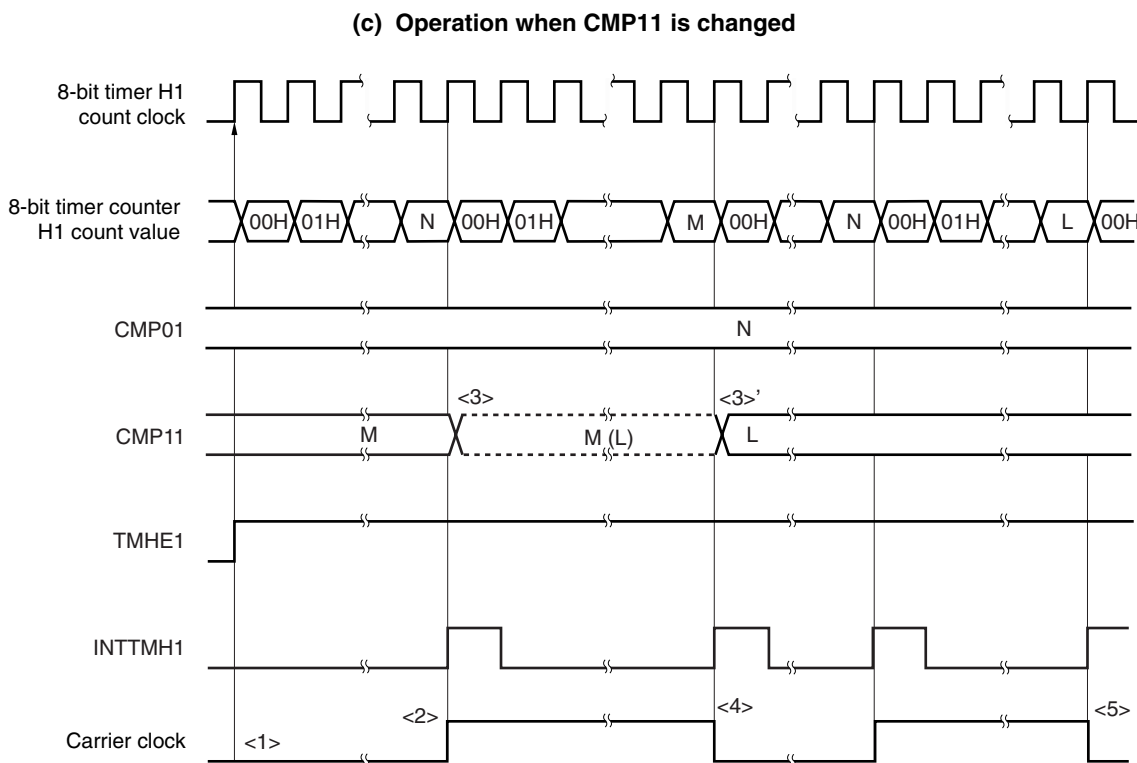 (c) Operation when CMP11 is changed
8-bit timer H1
count clock
8-bit timer counter
H1 count value
00H 01H N 00H 01H M 00H N 00H 01H L 00H
CMP01
N
<3> <3>’
CMP11
M M (L) L
TMHE1
INTTMH1
<2> <4> <5>
Carrier clock
<1>